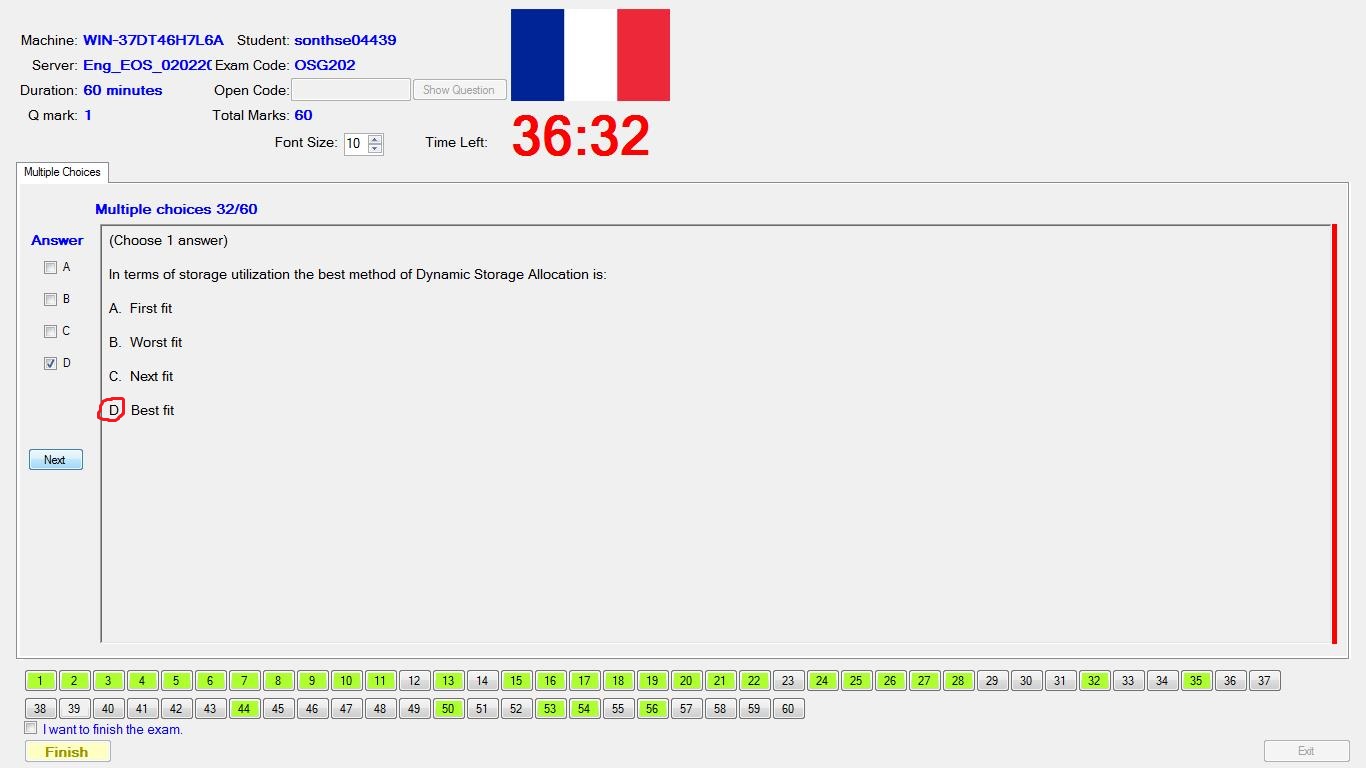 Machine: WIN-37DT46H7L6A Student: sonthse04439
Server: Eng_EOS_020220 Exam Code: OSG202
Duration: 60 minutes Open Code: Show Question
Q mark: 1 Total Marks: 60
Font Size: 10 Time Left: 36:32
Multiple Choices
Multiple choices 32/60
Answer
A
B
C
D
Next
(Choose 1 answer)
In terms of storage utilization the best method of Dynamic Storage Allocation is:
A. First fit
B. Worst fit
C. Next fit
D Best fit
1 2 3 4 5 6 7 8 9 10 11 12 13 14 15 16 17 18 19 20 21 22 23 24 25 26 27 28 29 30 31 32 33 34 35 36 37
38 39 40 41 42 43 44 45 46 47 48 49 50 51 52 53 54 55 56 57 58 59 60
I want to finish the exam.
Finish Exit